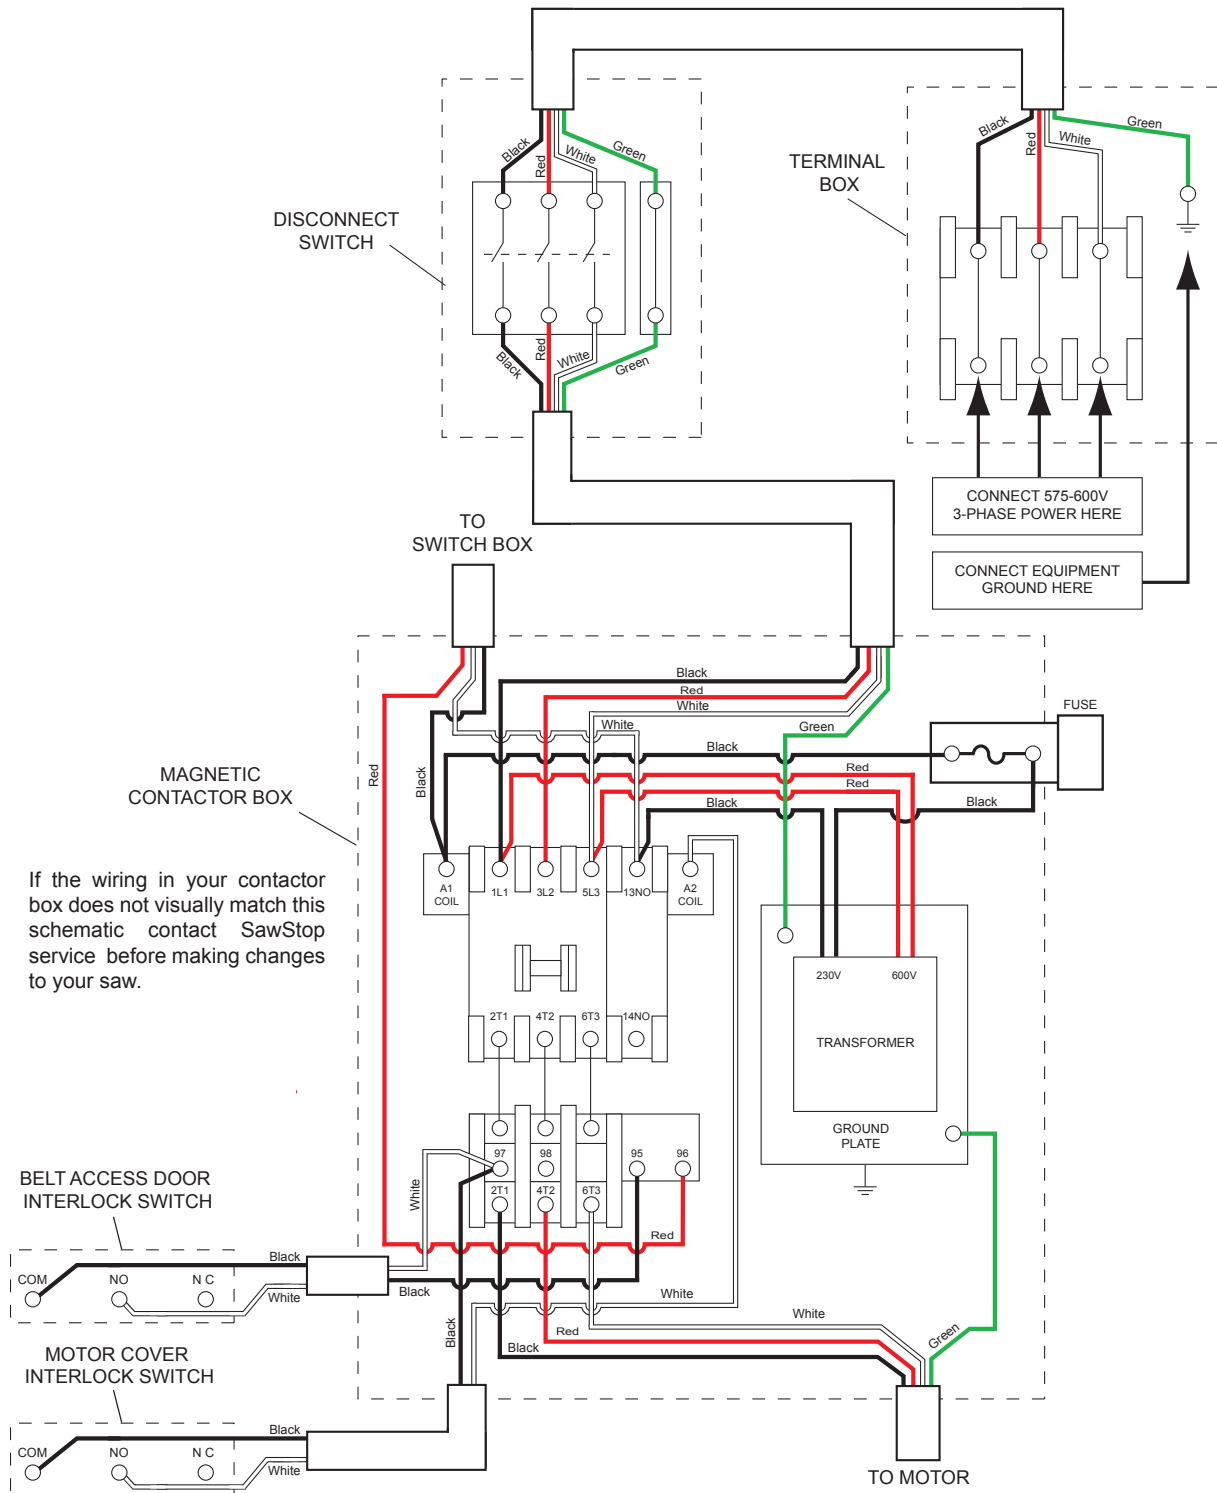 Black
Red
White
Green
Black
Red
White
Green
DISCONNECT
SWITCH
Black
Red
White
Green
TERMINAL
BOX
CONNECT 575-600V
3-PHASE POWER HERE
CONNECT EQUIPMENT
GROUND HERE
TO
SWITCH BOX
Black
Red
White
White
Green
FUSE
Black
Red
Black
Red
Red
Black
Black
MAGNETIC
CONTACTOR BOX
If the wiring in your contactor
box does not visually match this
schematic contact SawStop
service before making changes
to your saw.
A1
COIL
1L1
3L2
5L3
13NO
A2
COIL
230V
600V
TRANSFORMER
2T1
4T2
6T3
14NO
GROUND
PLATE
97
98
95
96
2T1
4T2
6T3
White
Red
BELT ACCESS DOOR
INTERLOCK SWITCH
Black
COM
NO
N C
White
Black
White
White
Black
Red
Black
Green
MOTOR COVER
INTERLOCK SWITCH
Black
COM
NO
N C
White
TO MOTOR